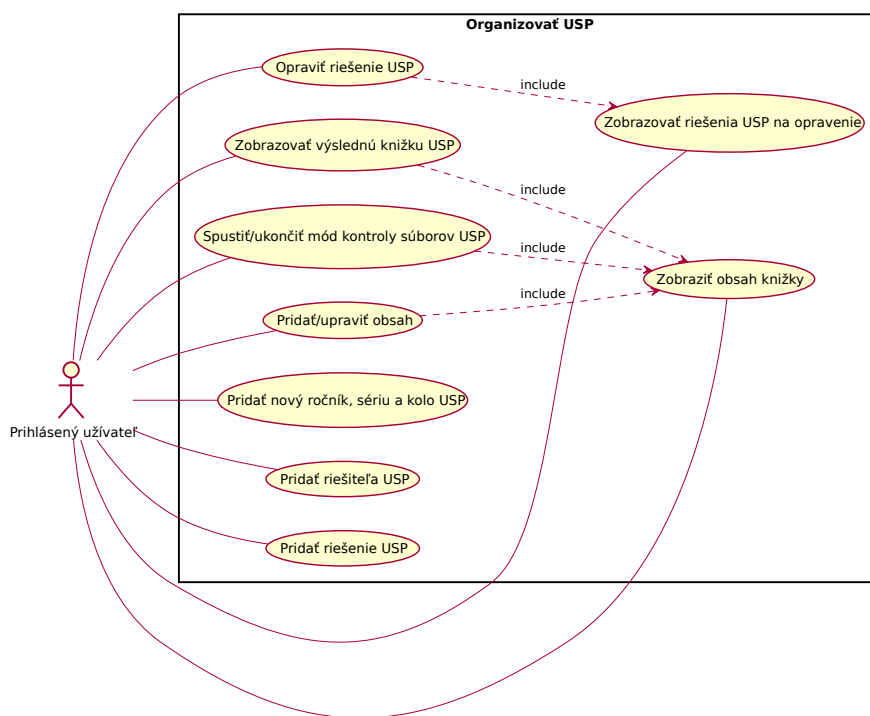 Organizovať USP
Opraviť riešenie USP
include
Zobrazovať riešenia USP na opravenie
Zobrazovať výslednú knižku USP
include
Spustiť/ukončiť mód kontroly súborov USP
include
Zobraziť obsah knižky
include
Pridať/upraviť obsah
Pridať nový ročník, sériu a kolo USP
Prihlásený užívateľ
Pridať riešiteľa USP
Pridať riešenie USP